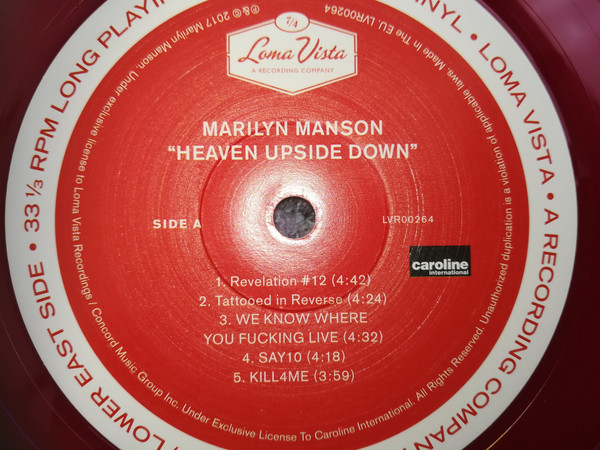 7/4
Loma Vista
A RECORDING COMPANY
MARILYN MANSON
“HEAVEN UPSIDE DOWN”
SIDE A
LVR00264
caroline
international
1. Revelation #12 (4:42)
2. Tattooed in Reverse (4:24)
3. WE KNOW WHERE
YOU FUCKING LIVE (4:32)
4. SAY10 (4:18)
5. KILL4ME (3:59)
LOWER EAST SIDE • 33 1/3 RPM LONG PLAYIN
VINYL • LOMA VISTA • A RECORDING COMPANY
℗&© 2017 Marilyn Manson. Under exclusive license to Loma Vista Recordings / Concord Music Group Inc. Under Exclusive License To Caroline International. All Rights Reserved. Unauthorized duplication is a violation of applicable laws. Made In The EU. LVR00264